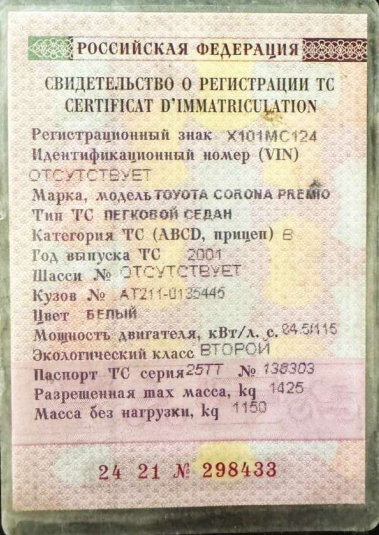 РОССИЙСКАЯ ФЕДЕРАЦИЯ
СВИДЕТЕЛЬСТВО О РЕГИСТРАЦИИ ТС
CERTIFICAT D'IMMATRICULATION
Регистрационный знак Х101МС124
Идентификационный номер (VIN)
ОТСУТСТВУЕТ
Марка, модель TOYOTA CORONA PREMIO
Тип ТС ЛЕГКОВОЙ СЕДАН
Категория ТС (ABCD, прицеп) B
Год выпуска ТС 2001
Шасси № ОТСУТСТВУЕТ
Кузов № AT211-0135445
Цвет БЕЛЫЙ
Мощность двигателя, кВт/л. с. 84.5/115
Экологический класс ВТОРОЙ
Паспорт ТС серия 25ТТ № 138303
Разрешенная max масса, kg 1425
Масса без нагрузки, kg 1150
24 21 № 298433